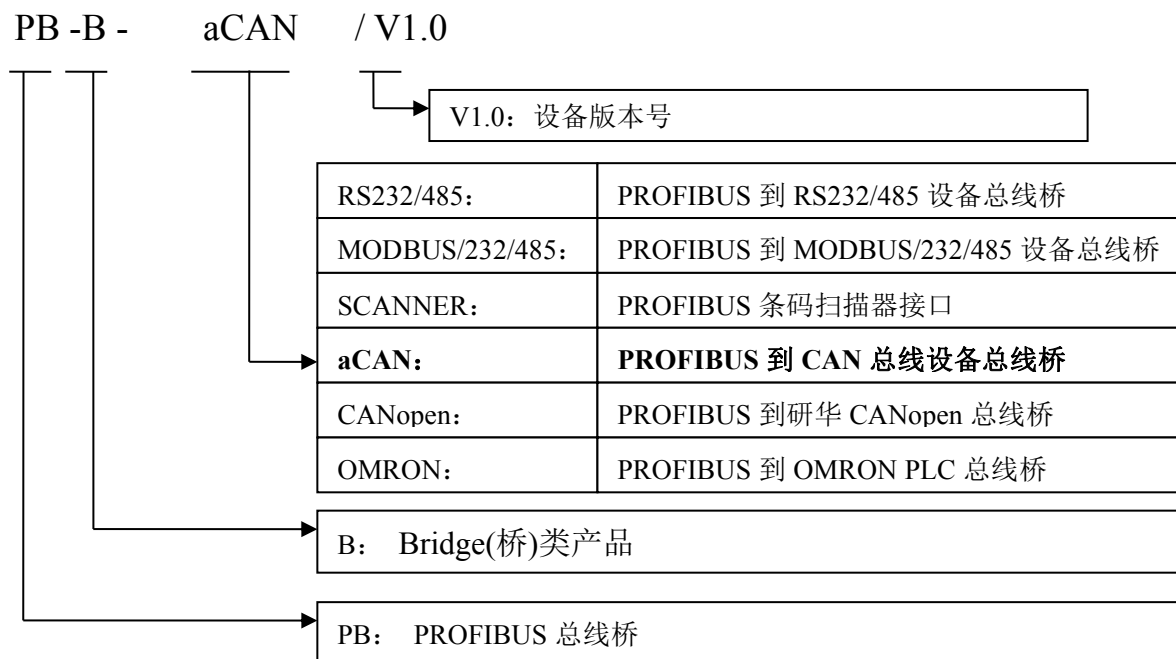 PB -B - aCAN / V1.0
V1.0：设备版本号
RS232/485： PROFIBUS 到 RS232/485 设备总线桥
MODBUS/232/485： PROFIBUS 到 MODBUS/232/485 设备总线桥
SCANNER： PROFIBUS 条码扫描器接口
aCAN： PROFIBUS 到 CAN 总线设备总线桥
CANopen： PROFIBUS 到研华 CANopen 总线桥
OMRON： PROFIBUS 到 OMRON PLC 总线桥
B： Bridge(桥)类产品
PB： PROFIBUS 总线桥